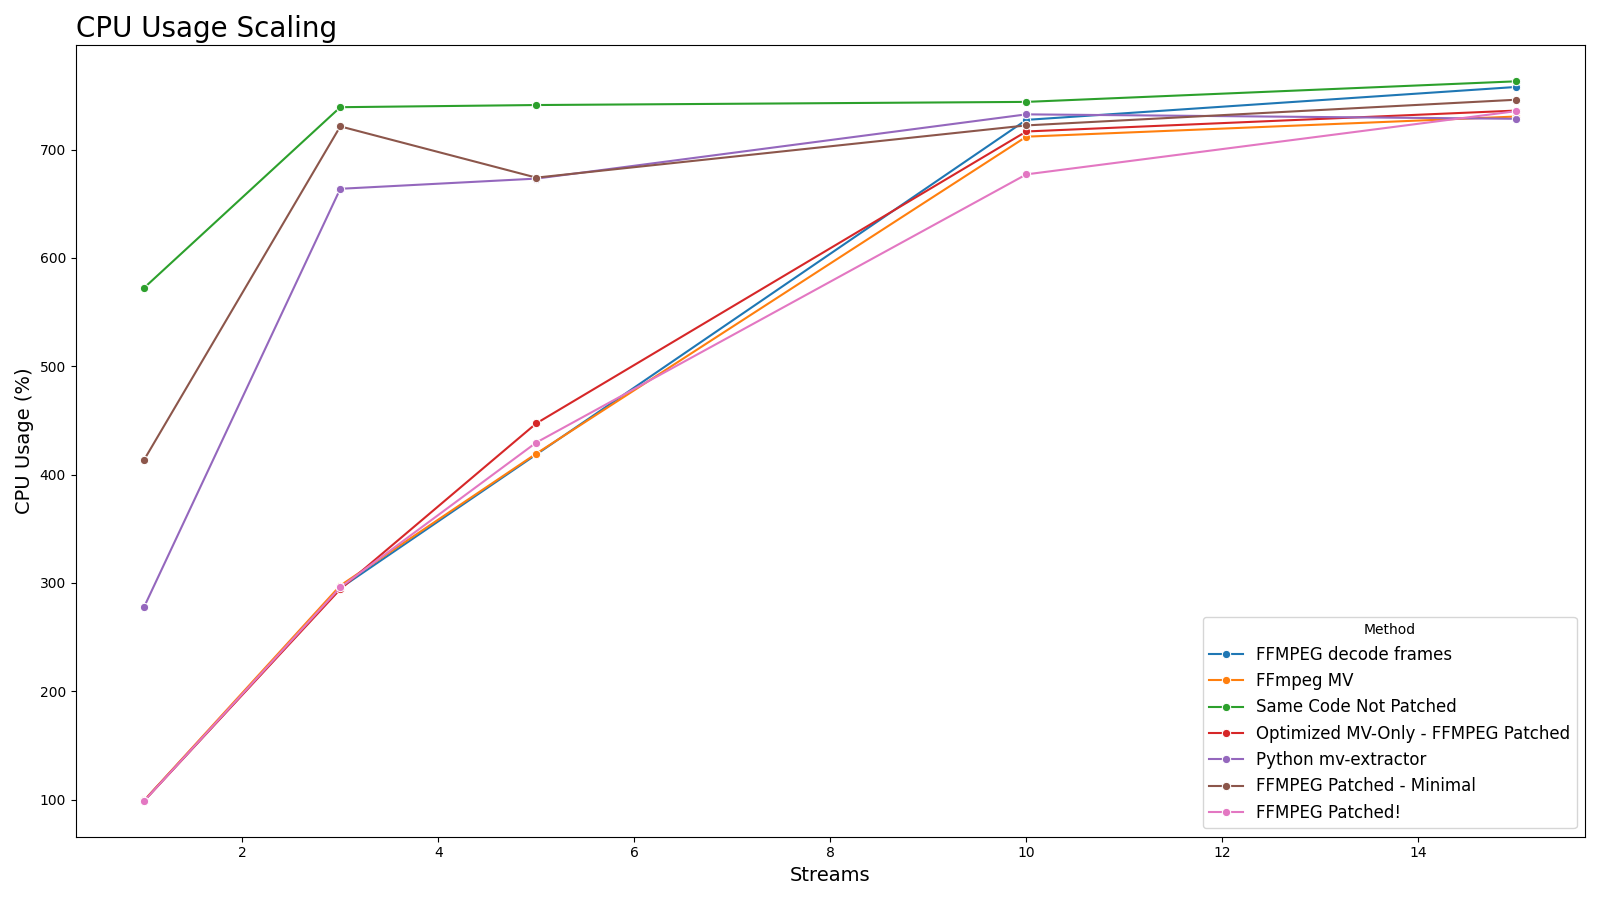 CPU Usage Scaling
CPU Usage (%)
700
600
500
400
300
200
100
2
4
6
8
10
12
14
Streams
Method
FFMPEG decode frames
FFmpeg MV
Same Code Not Patched
Optimized MV-Only - FFMPEG Patched
Python mv-extractor
FFMPEG Patched - Minimal
FFMPEG Patched!